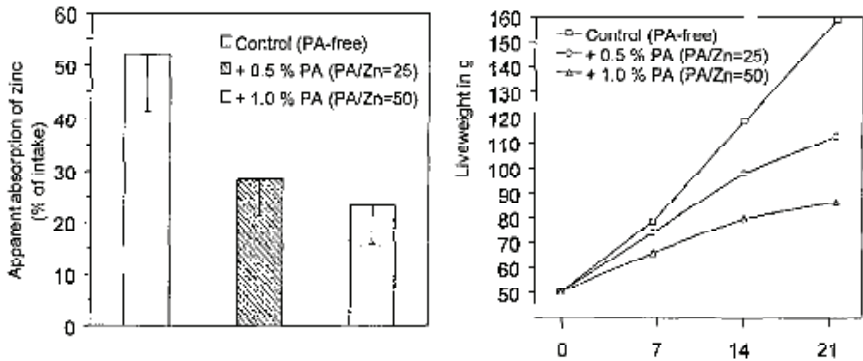 60
50
40
30
20
10
0
Apparent absorption of zinc
(% of intake)
Control (PA-free)
+ 0.5 % PA (PA/Zn=25)
+ 1.0 % PA (PA/Zn=50)
160
160
150
140
130
120
110
100
90
80
70
60
50
Liveweight in g
Control (PA-free)
+ 0.5 % PA (PA/Zn=25)
+ 1.0 % PA (PA/Zn=50)
0 7 14 21